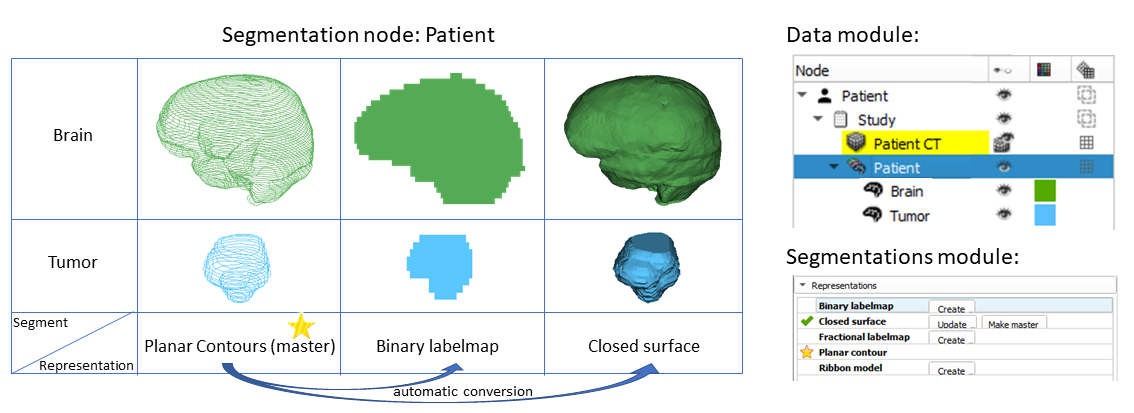 Segmentation node: Patient
Brain
Tumor
Segment
Representation
Planar Contours (master)
Binary labelmap
Closed surface
automatic conversion
Data module:
Node
Patient
Study
Patient CT
Patient
Brain
Tumor
Segmentations module:
Representations
Binary labelmap Create ...
Closed surface Update ... Make master
Fractional labelmap Create ...
Planar contour
Ribbon model Create ...